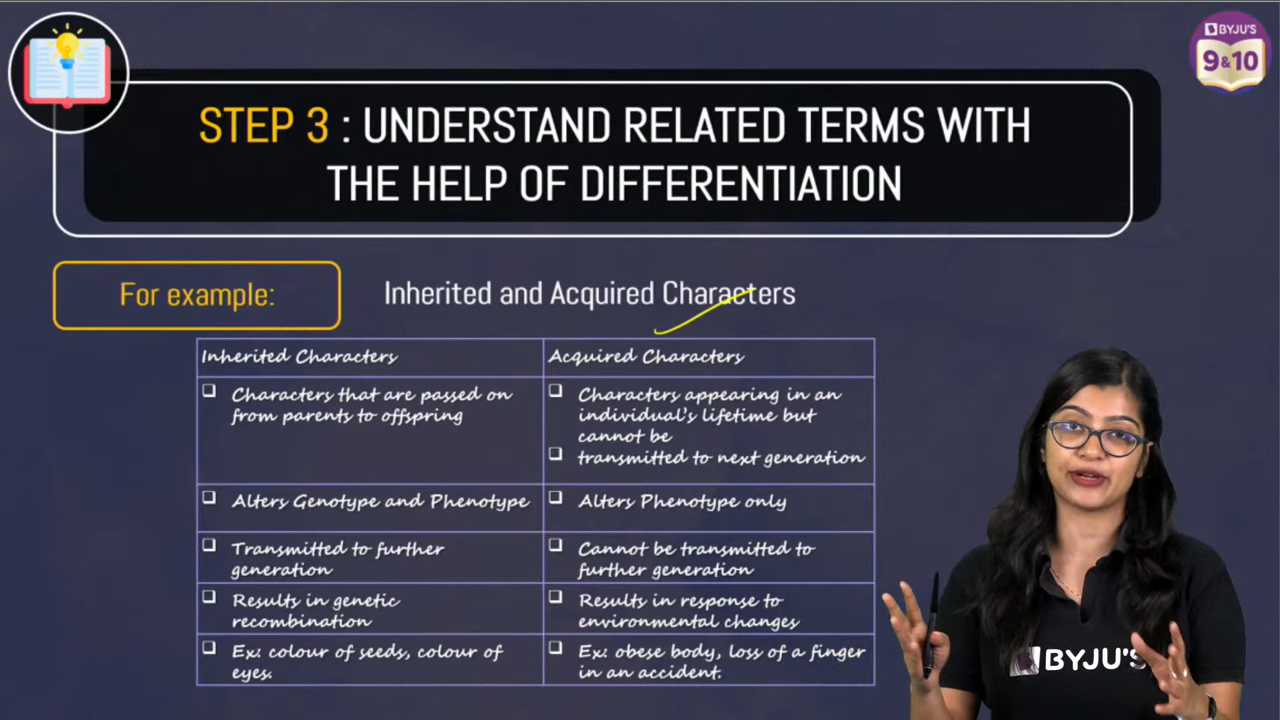 BYJU'S
9&10
STEP 3 : UNDERSTAND RELATED TERMS WITH
THE HELP OF DIFFERENTIATION
For example:
Inherited and Acquired Characters
Inherited Characters
Acquired Characters
Characters that are passed on
from parents to offspring
Characters appearing in an
individual's lifetime but
cannot be
transmitted to next generation
Alters Genotype and Phenotype
Alters Phenotype only
Transmitted to further
generation
Cannot be transmitted to
further generation
Results in genetic
recombination
Results in response to
environmental changes
Ex: colour of seeds, colour of
eyes.
Ex: obese body, loss of a finger
in an accident.
BYJU'S